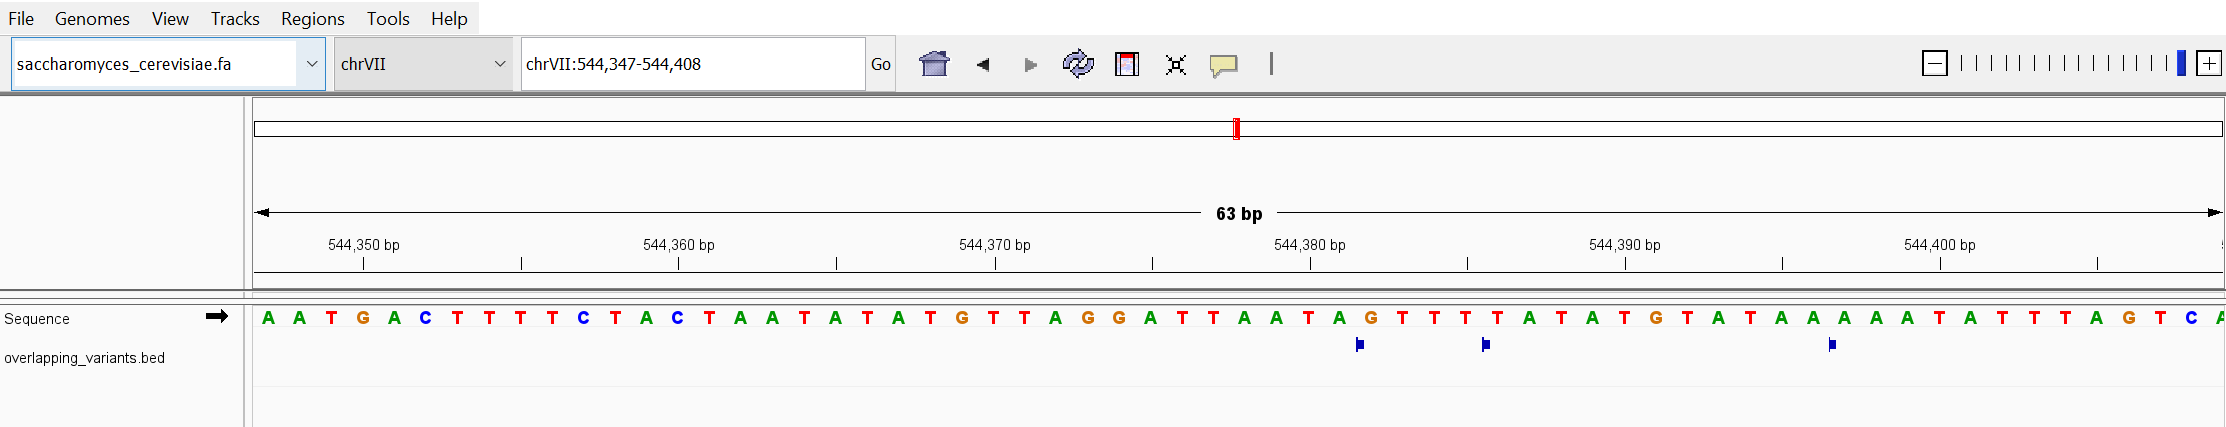 File Genomes View Tracks Regions Tools Help
saccharomyces_cerevisiae.fa chrVII chrVII:544,347-544,408 Go
63 bp
544,350 bp 544,360 bp 544,370 bp 544,380 bp 544,390 bp 544,400 bp
Sequence A A T G A C T T T T C T A C T A A T A T A T G T T A G G A T T A A T A G T T T T A T A T G T A T A A A A A T A T T T A G T C A
overlapping_variants.bed